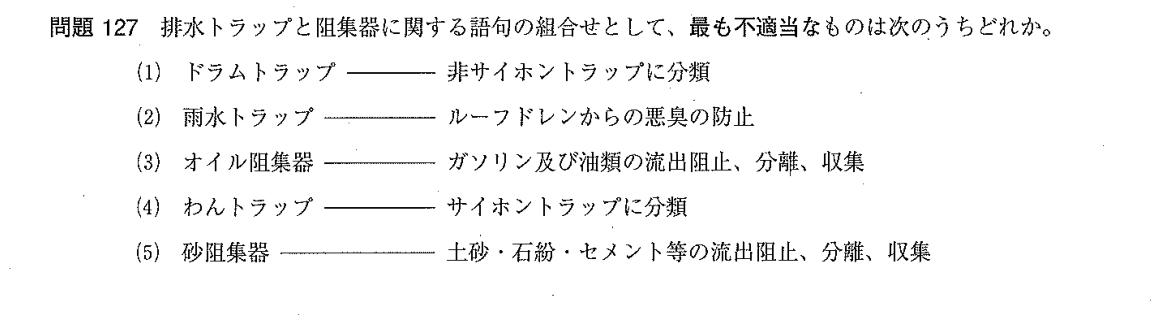 問題 127 排水トラップと阻集器に関する語句の組合せとして、最も不適当なものは次のうちどれか。
(1) ドラムトラップ ――――― 非サイホントラップに分類
(2) 雨水トラップ ――――― ルーフドレンからの悪臭の防止
(3) オイル阻集器 ――――― ガソリン及び油類の流出阻止、分離、収集
(4) わんトラップ ――――― サイホントラップに分類
(5) 砂阻集器 ――――――― 土砂・石紛・セメント等の流出阻止、分離、収集